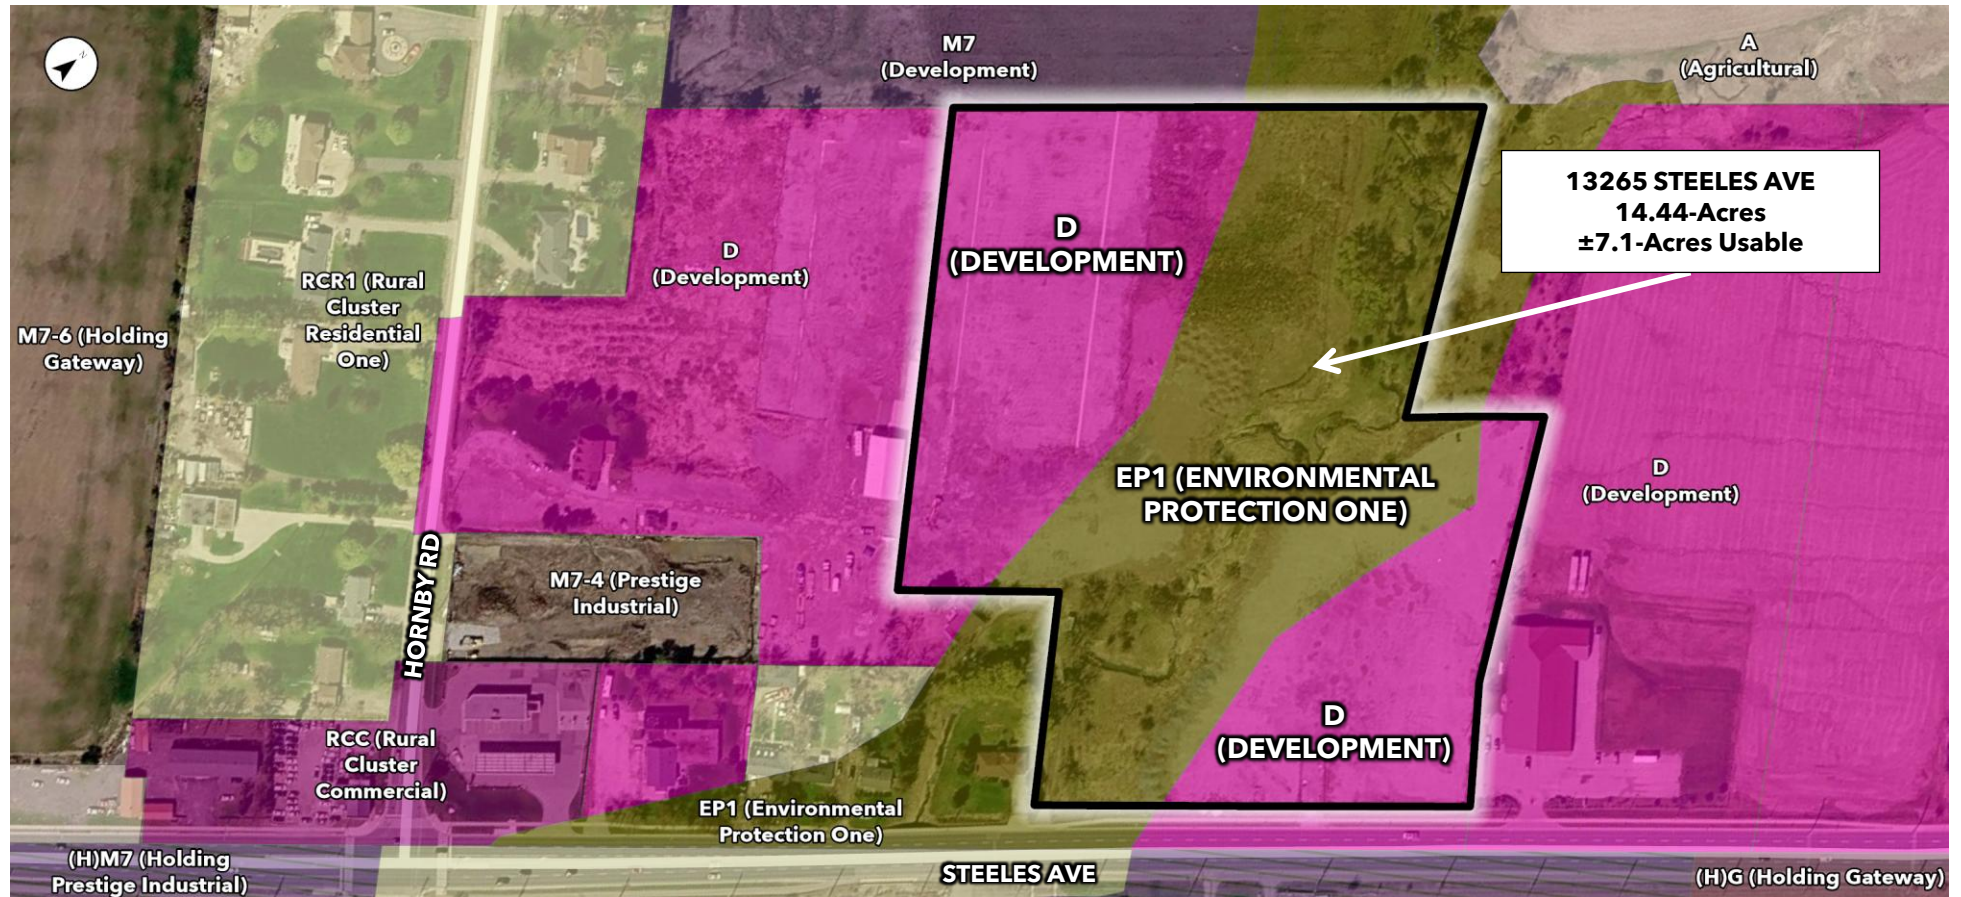 M7
(Development)
A
(Agricultural)
13265 STEELES AVE
14.44-Acres
±7.1-Acres Usable
D
(DEVELOPMENT)
D
(Development)
RCR1 (Rural
Cluster
Residential
One)
M7-6 (Holding
Gateway)
EP1 (ENVIRONMENTAL
PROTECTION ONE)
D
(Development)
HORNBY RD
M7-4 (Prestige
Industrial)
D
(DEVELOPMENT)
RCC (Rural
Cluster
Commercial)
EP1 (Environmental
Protection One)
(H)M7 (Holding
Prestige Industrial)
STEELES AVE
(H)G (Holding Gateway)